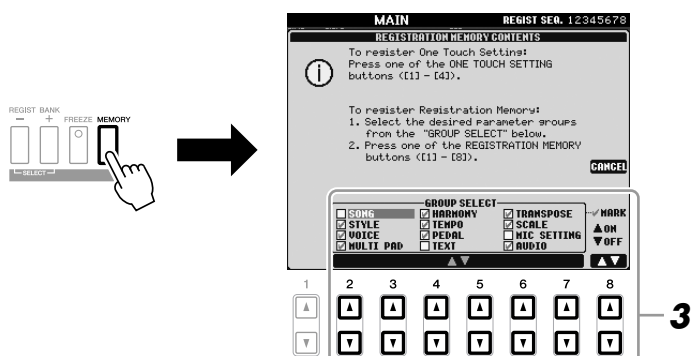 MAIN REGIST SEQ. 12345678
REGISTRATION MEMORY CONTENTS
To register One Touch Setting:
Press one of the ONE TOUCH SETTING
buttons ([1] - [4]).
To register Registration Memory:
1. Select the desired parameter groups
from the "GROUP SELECT" below.
2. Press one of the REGISTRATION MEMORY
buttons ([1] - [8]).
CANCEL
REGIST BANK
- + FREEZE MEMORY
SELECT
GROUP SELECT
SONG HARMONY TRANSPOSE MARK
STYLE TEMPO SCALE ▲ON
VOICE PEDAL MIC SETTING ▼OFF
MULTI PAD TEXT AUDIO
1 2 3 4 5 6 7 8
3